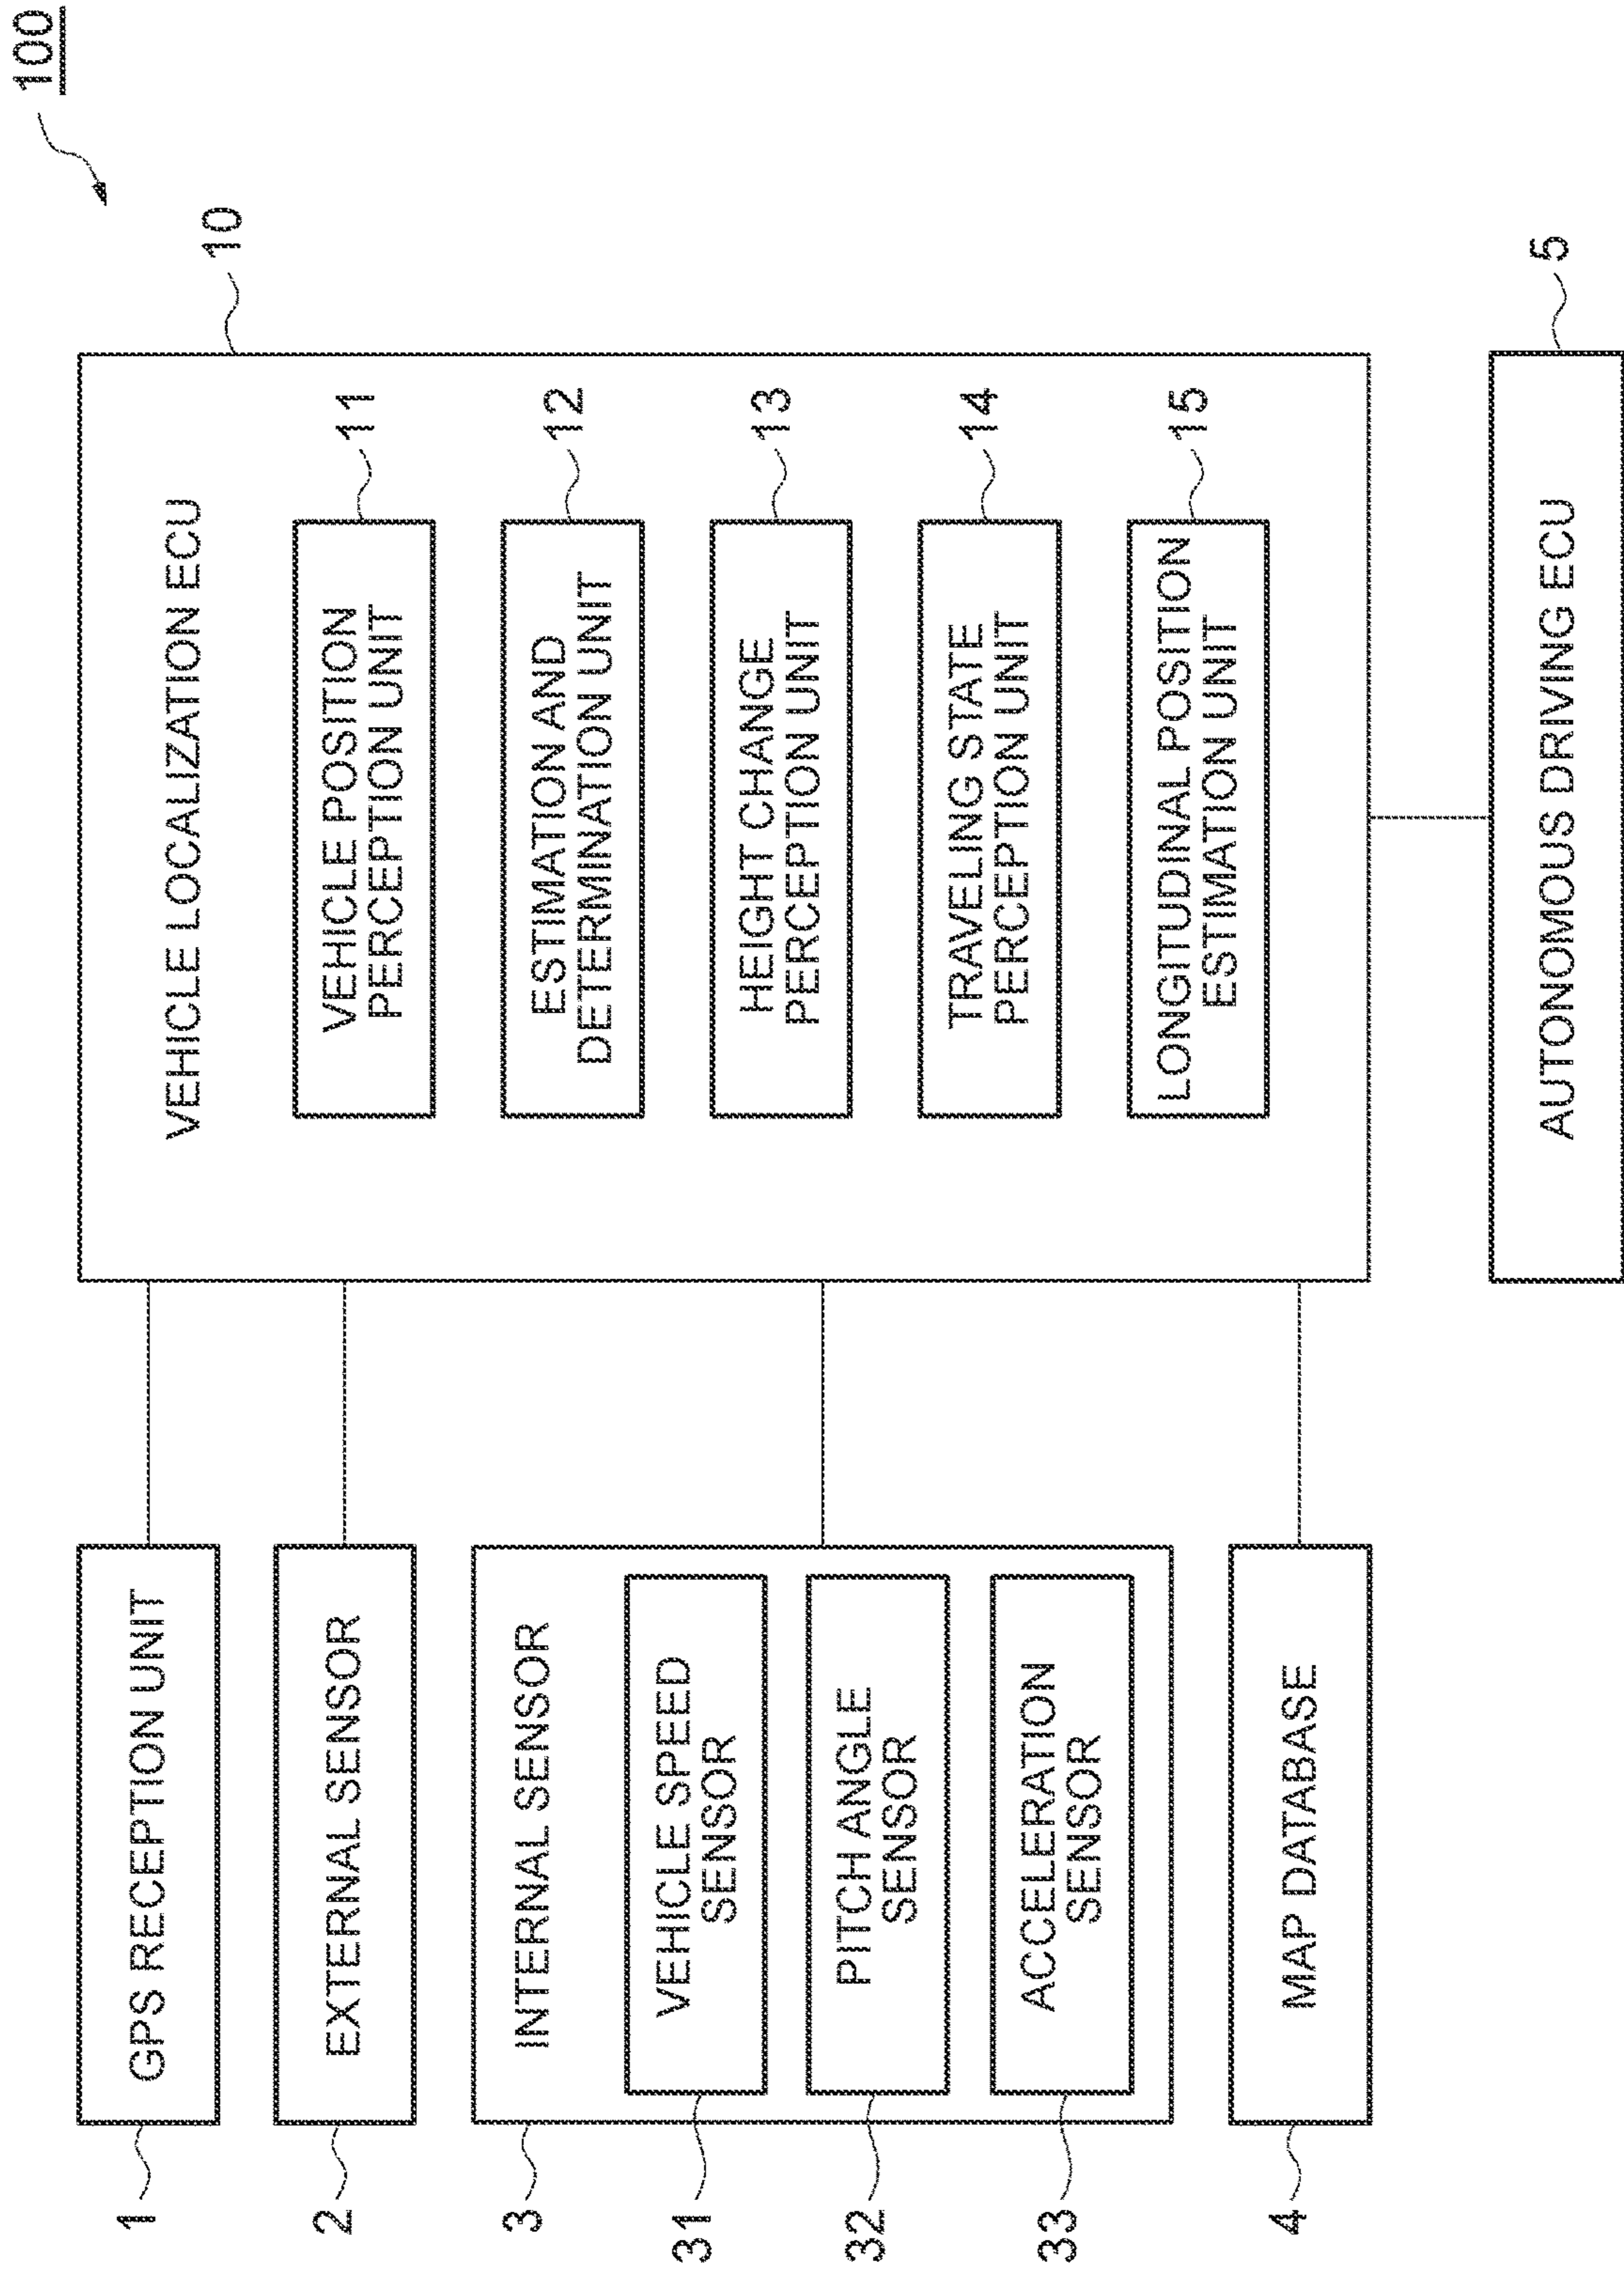 100
1
GPS RECEPTION UNIT
2
EXTERNAL SENSOR
3
INTERNAL SENSOR
31
VEHICLE SPEED
SENSOR
32
PITCH ANGLE
SENSOR
33
ACCELERATION
SENSOR
4
MAP DATABASE
10
VEHICLE LOCALIZATION ECU
VEHICLE POSITION
PERCEPTION UNIT
11
ESTIMATION AND
DETERMINATION UNIT
12
HEIGHT CHANGE
PERCEPTION UNIT
13
TRAVELING STATE
PERCEPTION UNIT
14
LONGITUDINAL POSITION
ESTIMATION UNIT
15
AUTONOMOUS DRIVING ECU
5